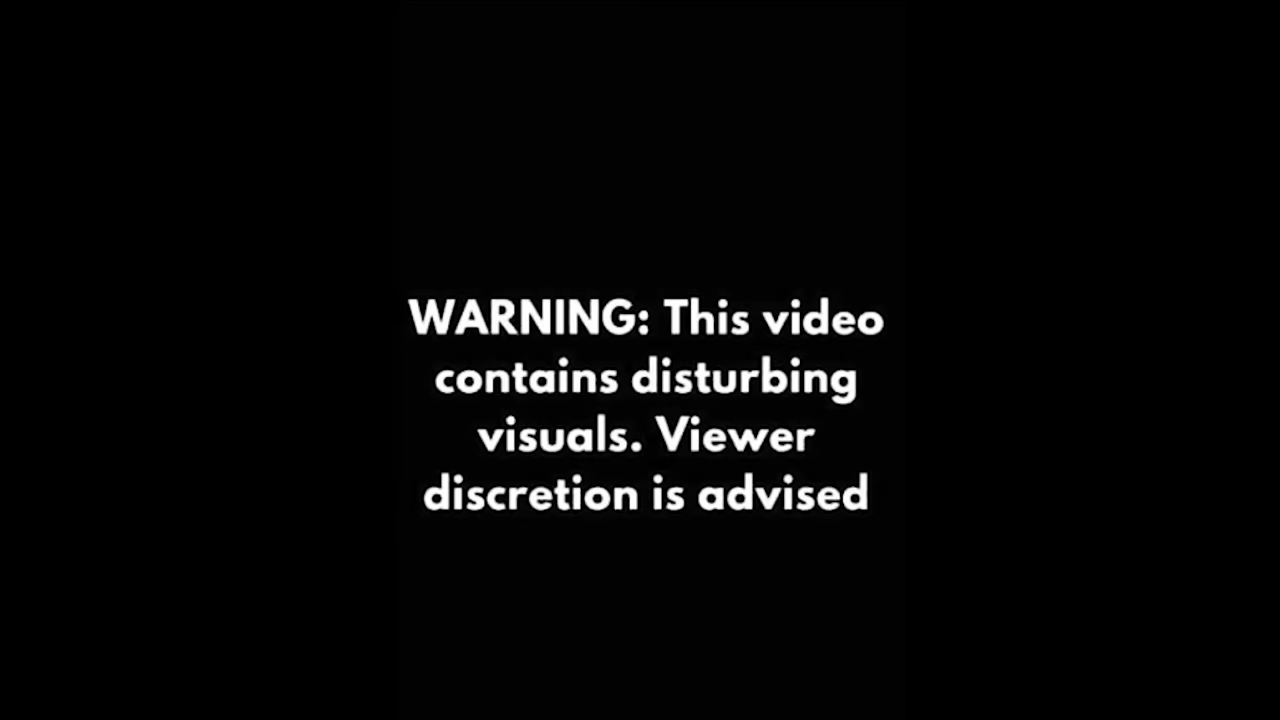 WARNING: This video
contains disturbing
visuals. Viewer
discretion is advised